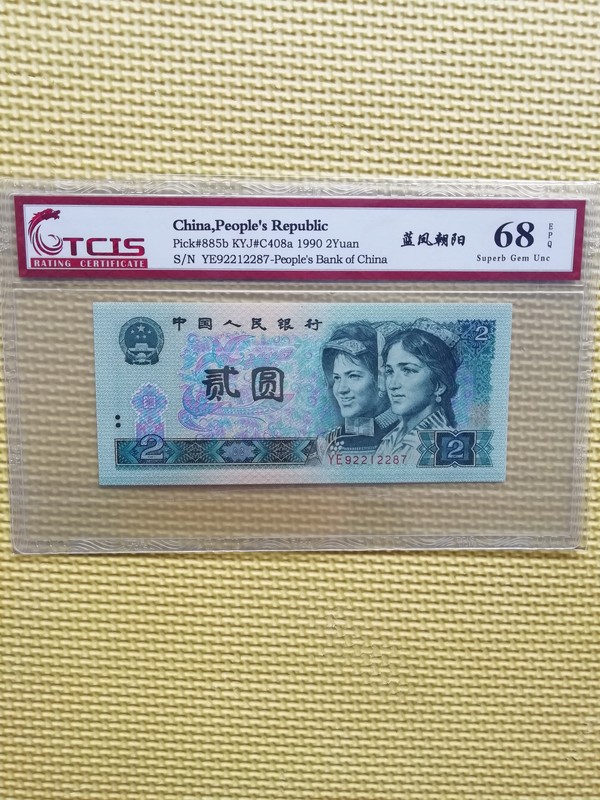 TCIS
RATING CERTIFICATE
China,People's Republic
Pick#885b KYJ#C408a 1990 2Yuan
S/N YE92212287-People's Bank of China
蓝凤朝阳
68
EPQ
Superb Gem Unc
中国人民银行
2
贰圆
2
YE92212287
2